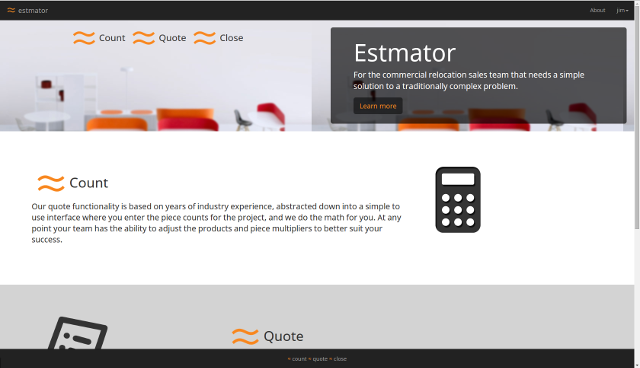 estmator
About jim
Count Quote Close
Estmator
For the commercial relocation sales team that needs a simple
solution to a traditionally complex problem.
Learn more
Count
Our quote functionality is based on years of industry experience, abstracted down into a simple to
use interface where you enter the piece counts for the project, and we do the math for you. At any
point your team has the ability to adjust the products and piece multipliers to better suit your
success.
Quote
≈ count ≈ quote ≈ close